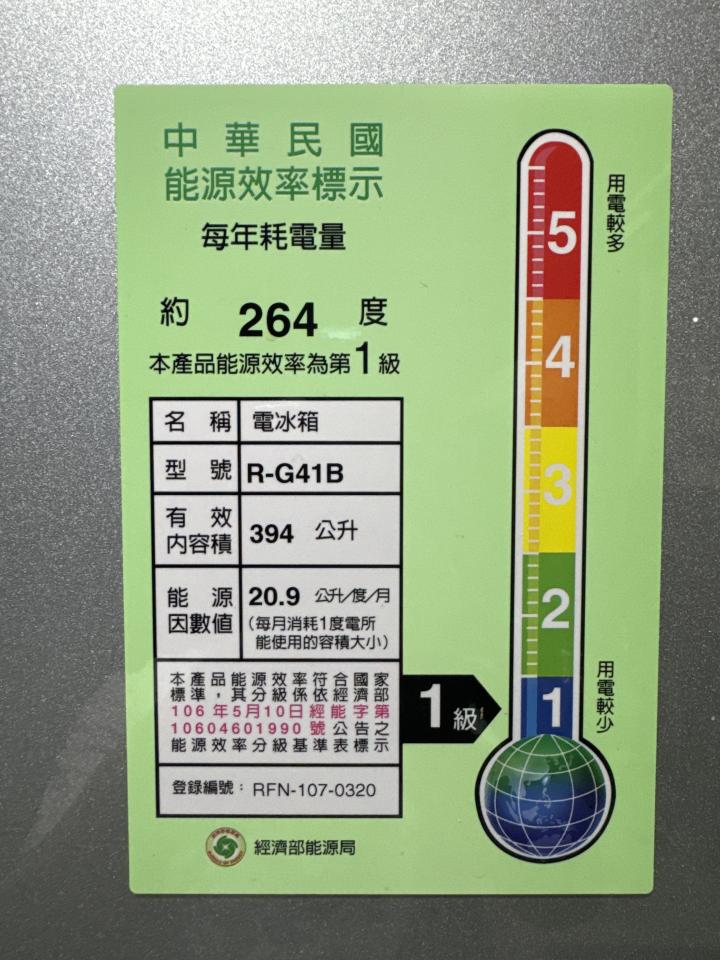 中華民國
能源效率標示
每年耗電量
約 264 度
本產品能源效率為第1級
名稱 電冰箱
型號 R-G41B
有效內容積 394 公升
能源因數值 20.9 公升/度/月
(每月消耗1度電所
能使用的容積大小)
本產品能源效率符合國家
標準,其分級係依經濟部
106年5月10日經能字第
10604601990號公告之
能源效率分級基準表標示
登錄編號:RFN-107-0320
經濟部能源局
1級
用電較多
5
4
3
2
1
用電較少